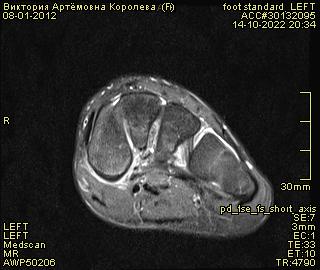 Виктория Артёмовна Королева (F)
08-01-2012
foot standard LEFT
ACC#30132095
14-10-2022 20:34
R
30mm
pd_tse_fs_short_axis
SE:7
3mm
EC:1
TE:33
ET:10
TR:4790
LEFT
LEFT
Medscan
MR
AWP50206